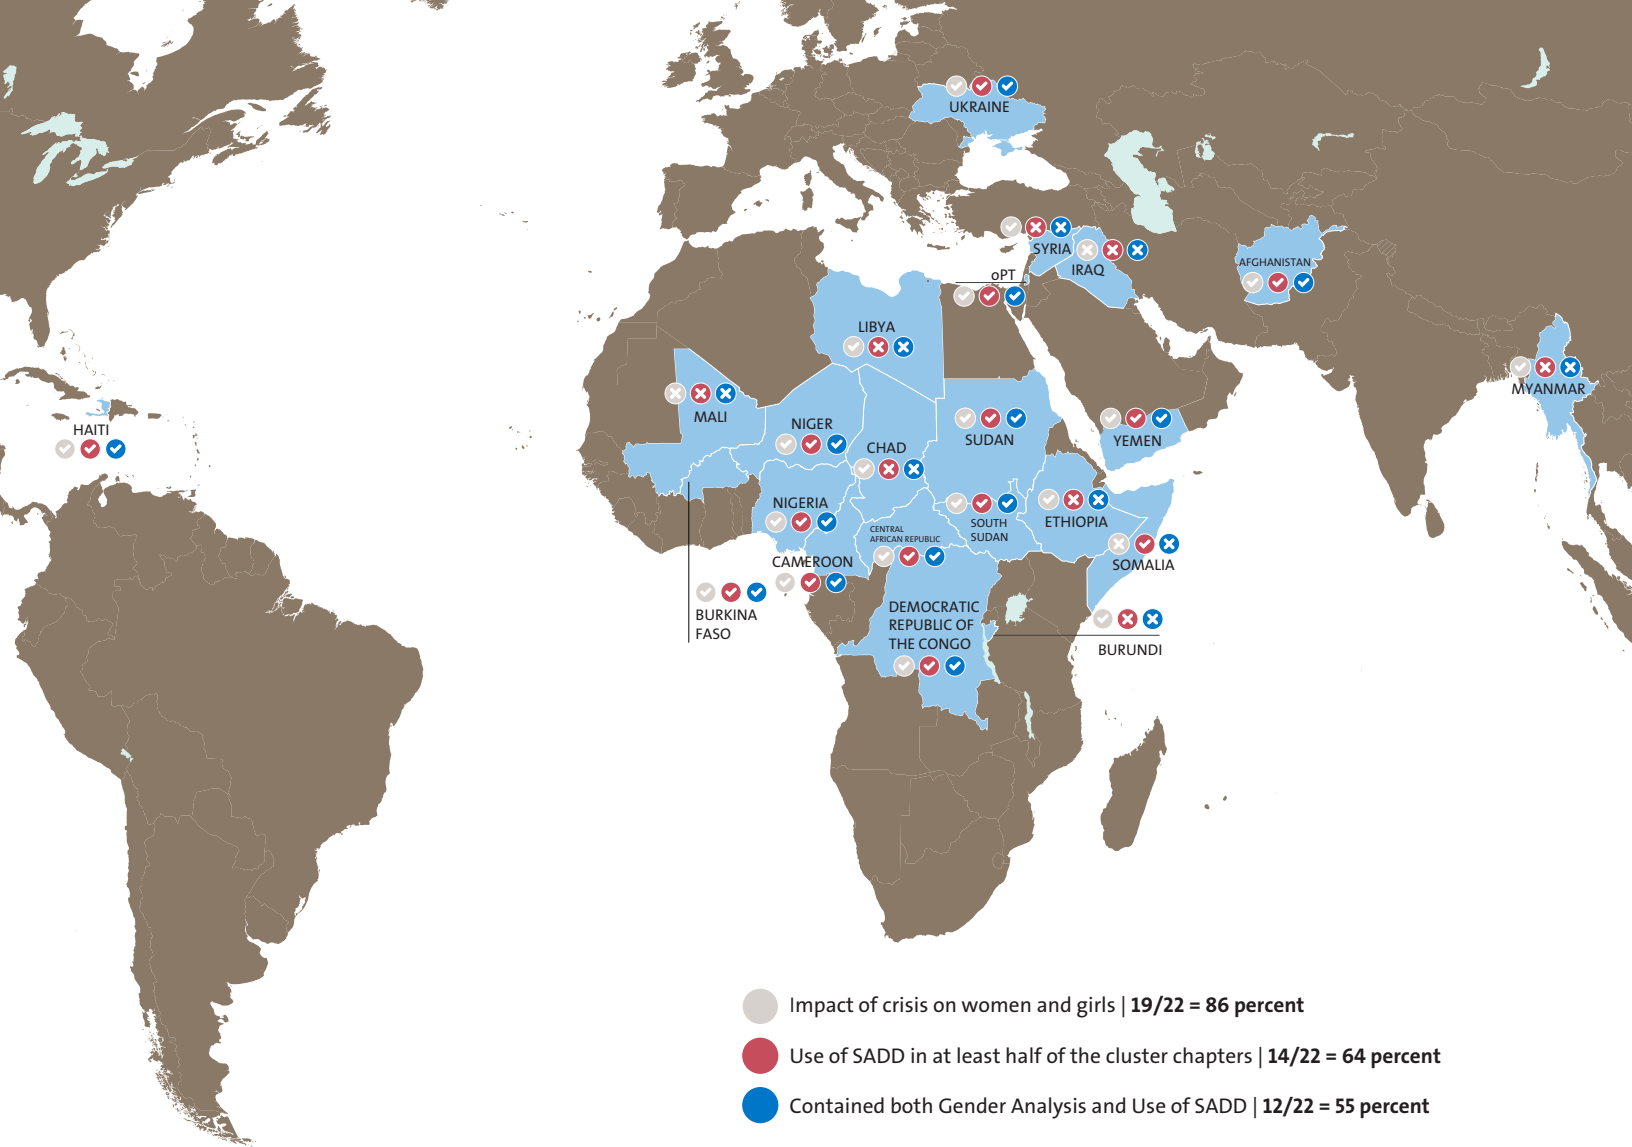 UKRAINE
SYRIA
IRAQ
oPT
AFGHANISTAN
LIBYA
MYANMAR
MALI
HAITI
NIGER
SUDAN
YEMEN
CHAD
NIGERIA
SOUTH
SUDAN
ETHIOPIA
CENTRAL
AFRICAN REPUBLIC
CAMEROON
SOMALIA
BURKINA
FASO
DEMOCRATIC
REPUBLIC OF
THE CONGO
BURUNDI
Impact of crisis on women and girls | 19/22 = 86 percent
Use of SADD in at least half of the cluster chapters | 14/22 = 64 percent
Contained both Gender Analysis and Use of SADD | 12/22 = 55 percent